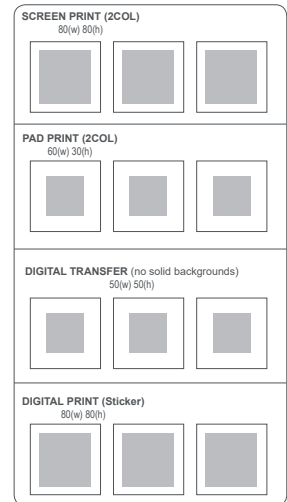 SCREEN PRINT (2COL)
80(w) 80(h)
PAD PRINT (2COL)
60(w) 30(h)
DIGITAL TRANSFER (no solid backgrounds)
50(w) 50(h)
DIGITAL PRINT (Sticker)
80(w) 80(h)